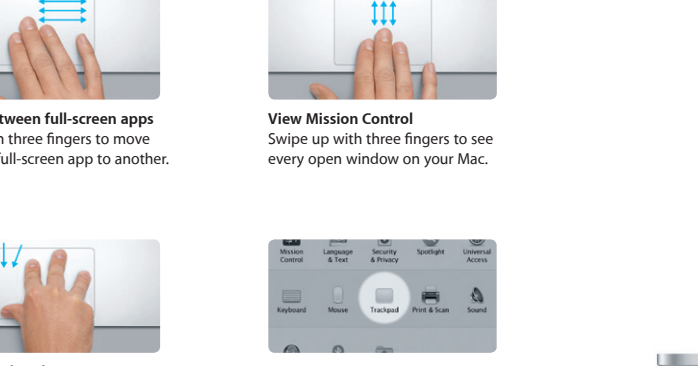 tween full-screen apps
three fingers to move
full-screen app to another.
View Mission Control
Swipe up with three fingers to see
every open window on your Mac.
Mission Control
Language & Text
Security & Privacy
Spotlight
Universal Access
Keyboard
Mouse
Trackpad
Print & Scan
Sound